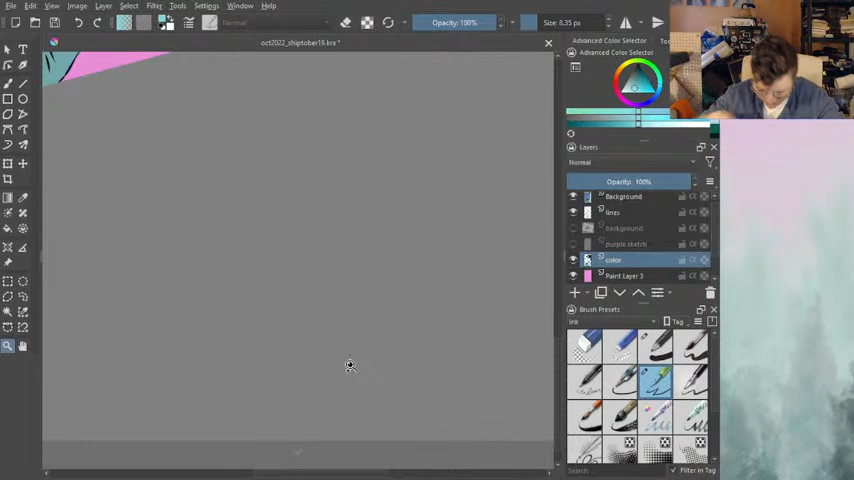 File Edit View Image Layer Select Filter Tools Settings Window Help
Normal Opacity: 100% Size: 8.35 px
oct2022_shiptober19.kra *
Advanced Color Selector
Advanced Color Selector
Layers
Normal
Opacity: 100%
Background
lines
background
purple sketch
color
Paint Layer 3
Brush Presets
Ink Tag
Search Filter in Tag